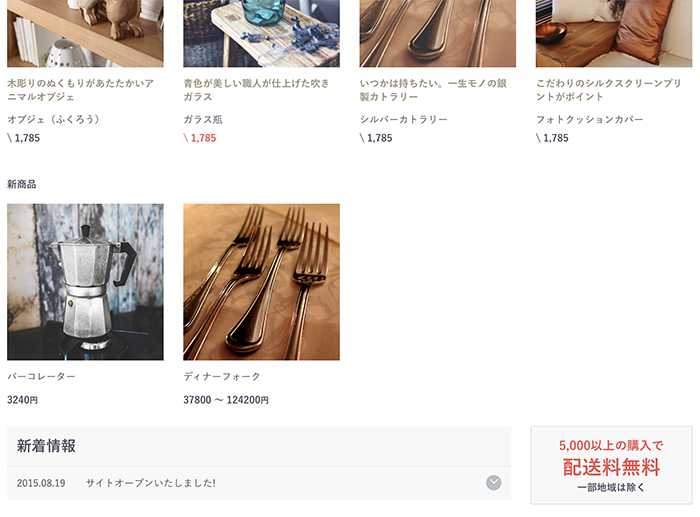 木彫りのぬくもりがあたたかいア
ニマルオブジェ
オブジェ（ふくろう）
\ 1,785
青色が美しい職人が仕上げた吹き
ガラス
ガラス瓶
\ 1,785
いつかは持ちたい。一生モノの銀
製カトラリー
シルバーカトラリー
\ 1,785
こだわりのシルクスクリーンプリ
ントがポイント
フォトクッションカバー
\ 1,785
新商品
パーコレーター
3240円
ディナーフォーク
37800 〜 124200円
新着情報
2015.08.19 サイトオープンいたしました!
5,000以上の購入で
配送料無料
一部地域は除く